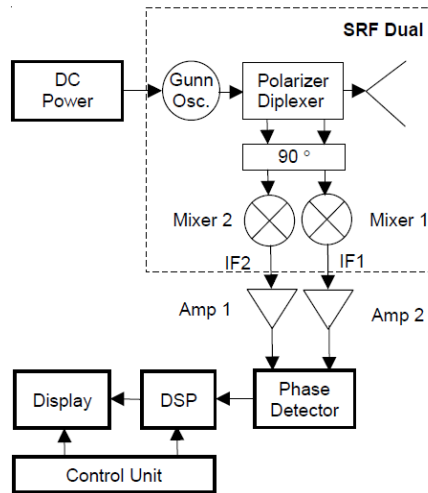 SRF Dual
DC
Power
Gunn
Osc.
Polarizer
Diplexer
90 °
Mixer 2
Mixer 1
IF2
IF1
Amp 1
Amp 2
Display
DSP
Phase
Detector
Control Unit